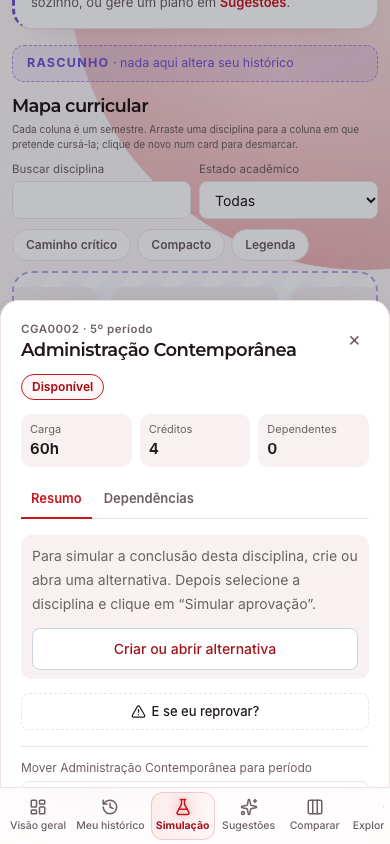 sozinho, ou gere um plano em Sugestões.
RASCUNHO · nada aqui altera seu histórico
Mapa curricular
Cada coluna é um semestre. Arraste uma disciplina para a coluna em que
pretende cursá-la; clique de novo num card para desmarcar.
Buscar disciplina
Estado acadêmico
Todas
Caminho crítico
Compacto
Legenda
CGA0002 · 5º período
Administração Contemporânea
Disponível
Carga
60h
Créditos
4
Dependentes
0
Resumo
Dependências
Para simular a conclusão desta disciplina, crie ou
abra uma alternativa. Depois selecione a
disciplina e clique em “Simular aprovação”.
Criar ou abrir alternativa
E se eu reprovar?
Mover Administração Contemporânea para período
Visão geral
Meu histórico
Simulação
Sugestões
Comparar
Explor